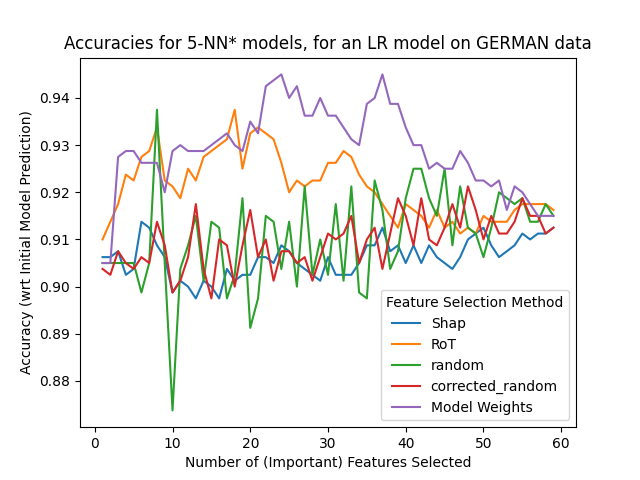 Accuracies for 5-NN* models, for an LR model on GERMAN data
Accuracy (wrt Initial Model Prediction)
0.94
0.93
0.92
0.91
0.90
0.89
0.88
Feature Selection Method
Shap
RoT
random
corrected_random
Model Weights
0 10 20 30 40 50 60
Number of (Important) Features Selected